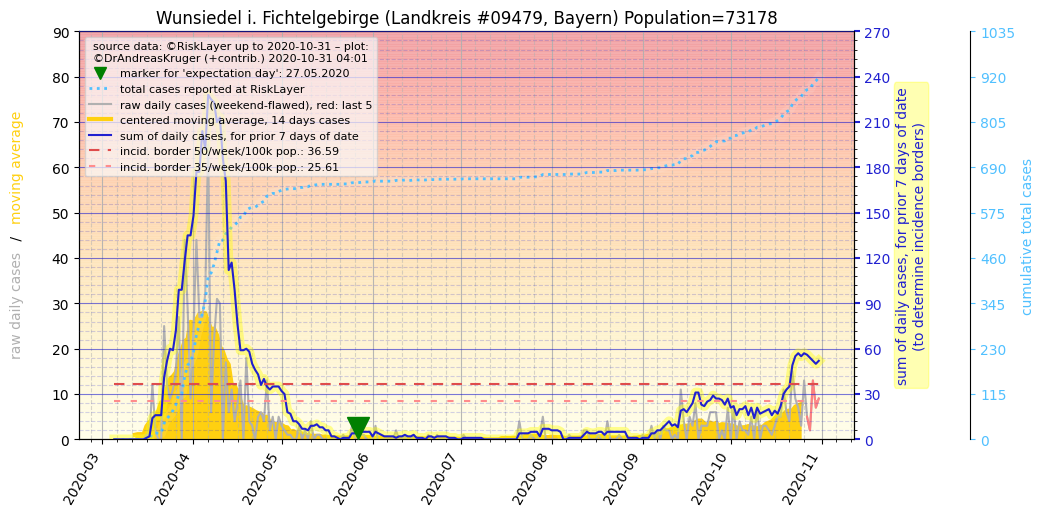 Wunsiedel i. Fichtelgebirge (Landkreis #09479, Bayern) Population=73178
source data: ©RiskLayer up to 2020-10-31 – plot:
©DrAndreasKruger (+contrib.) 2020-10-31 04:01
marker for 'expectation day': 27.05.2020
total cases reported at RiskLayer
raw daily cases (weekend-flawed), red: last 5
centered moving average, 14 days cases
sum of daily cases, for prior 7 days of date
incid. border 50/week/100k pop.: 36.59
incid. border 35/week/100k pop.: 25.61
raw daily cases / moving average
90
80
70
60
50
40
30
20
10
0
2020-03
2020-04
2020-05
2020-06
2020-07
2020-08
2020-09
2020-10
2020-11
270
240
210
180
150
120
90
60
30
0
sum of daily cases, for prior 7 days of date
(to determine incidence borders)
1035
920
805
690
575
460
345
230
115
0
cumulative total cases